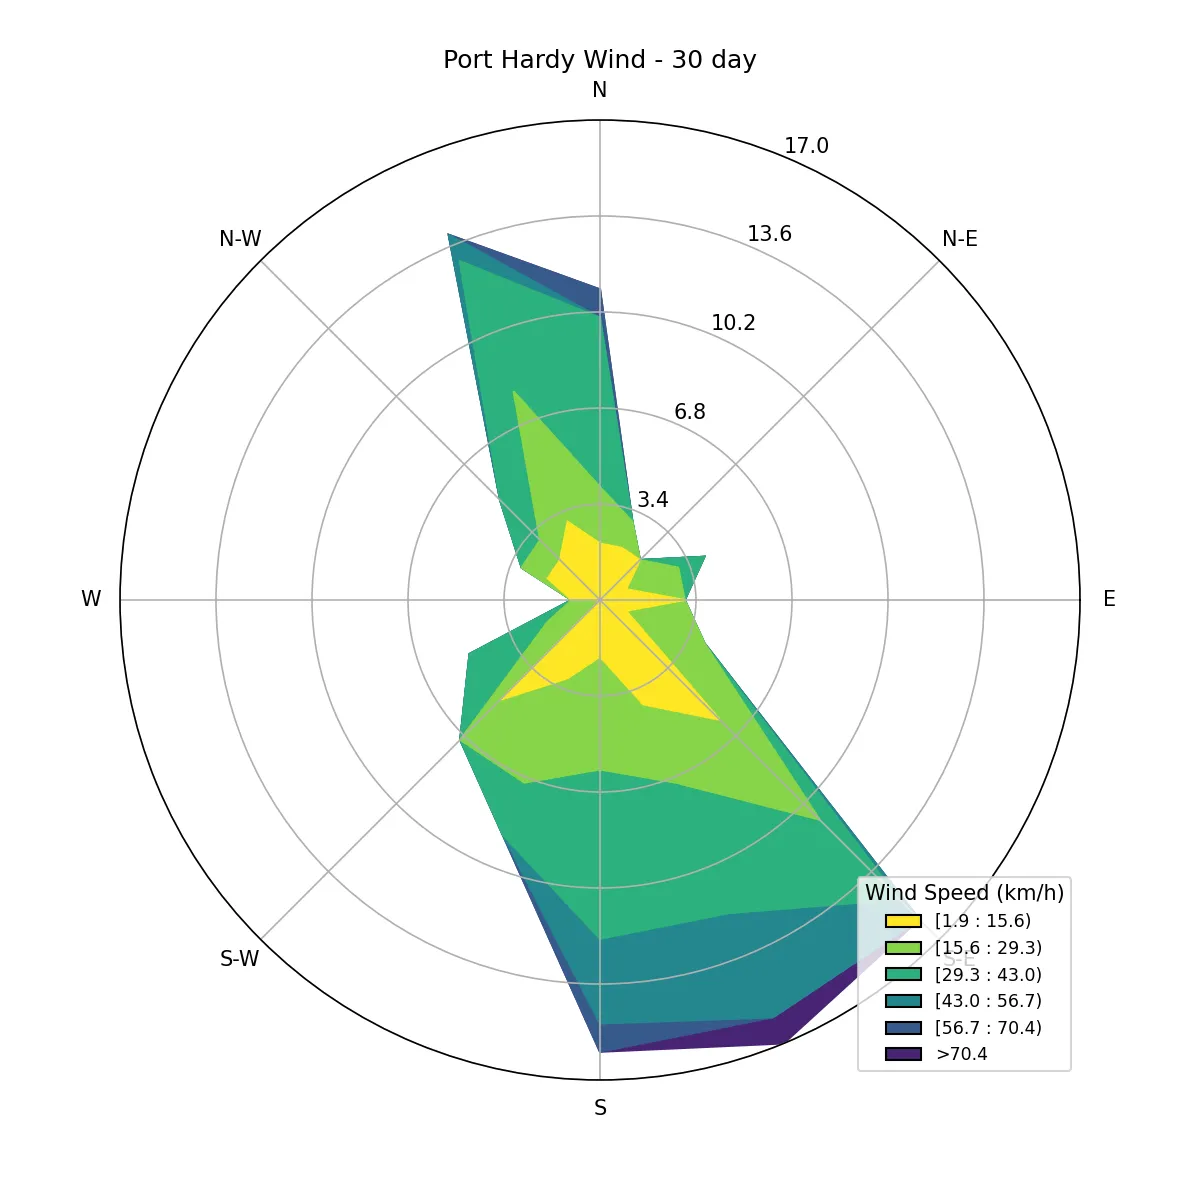 Port Hardy Wind - 30 day
N
17.0
13.6
N-W
N-E
10.2
6.8
3.4
W
E
Wind Speed (km/h)
[1.9 : 15.6)
[15.6 : 29.3)
[29.3 : 43.0)
[43.0 : 56.7)
[56.7 : 70.4)
>70.4
S-W
S-E
S